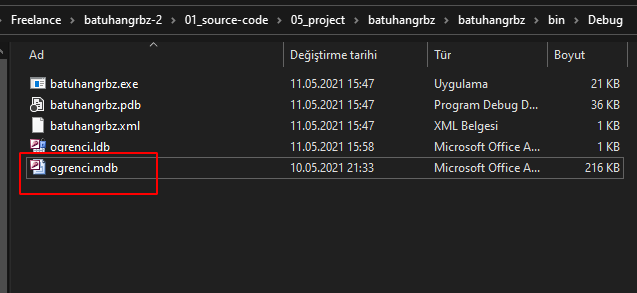 Freelance > batuhangrbz-2 > 01_source-code > 05_project > batuhangrbz > batuhangrbz > bin > Debug
Ad Değiştirme tarihi Tür Boyut
batuhangrbz.exe 11.05.2021 15:47 Uygulama 21 KB
batuhangrbz.pdb 11.05.2021 15:47 Program Debug D... 36 KB
batuhangrbz.xml 11.05.2021 15:47 XML Belgesi 1 KB
ogrenci.ldb 11.05.2021 15:58 Microsoft Office A... 1 KB
ogrenci.mdb 10.05.2021 21:33 Microsoft Office A... 216 KB